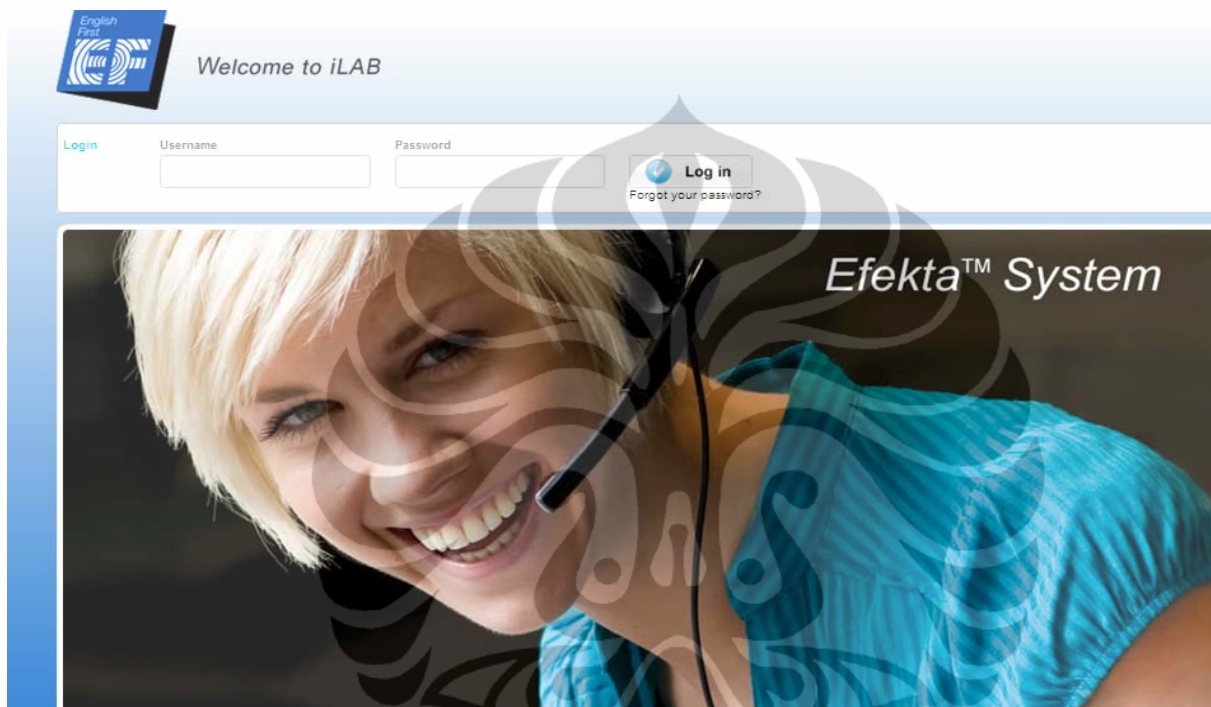 English
First
EF
Welcome to iLAB
Login
Username
Password
Log in
Forgot your password?
Efekta™ System